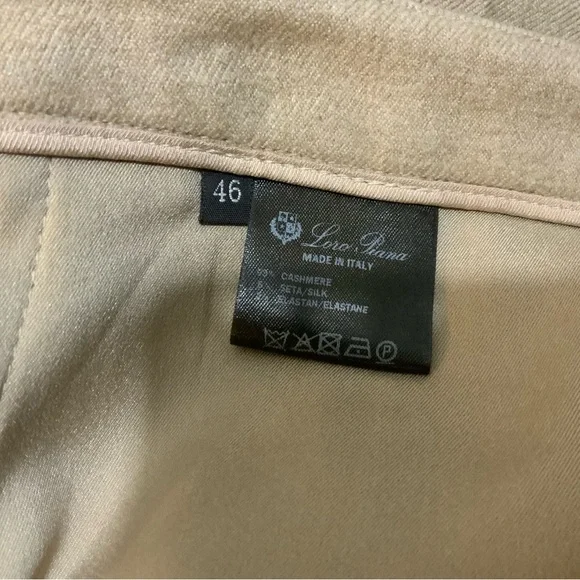 46
Loro Piana
MADE IN ITALY
CASHMERE
SETA/SILK
ELASTAN/ELASTANE
P